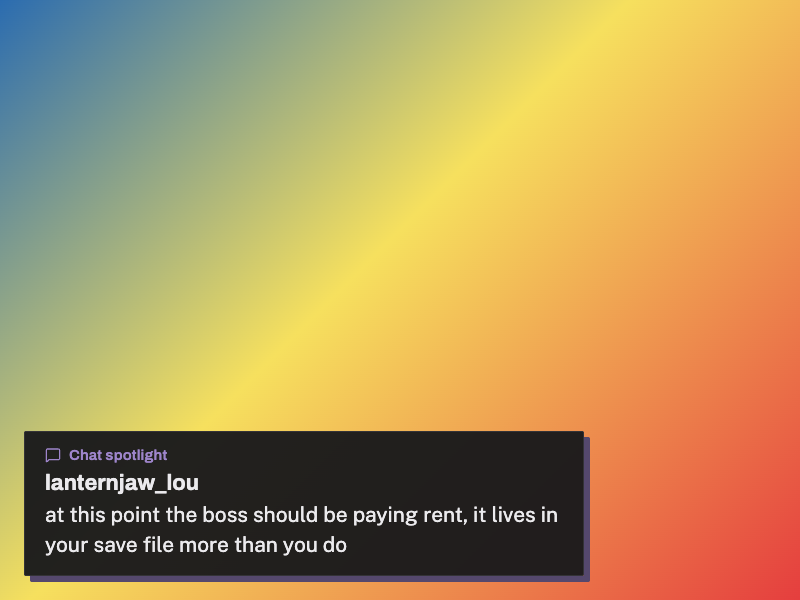 Chat spotlight
lanternjaw_lou
at this point the boss should be paying rent, it lives in
your save file more than you do